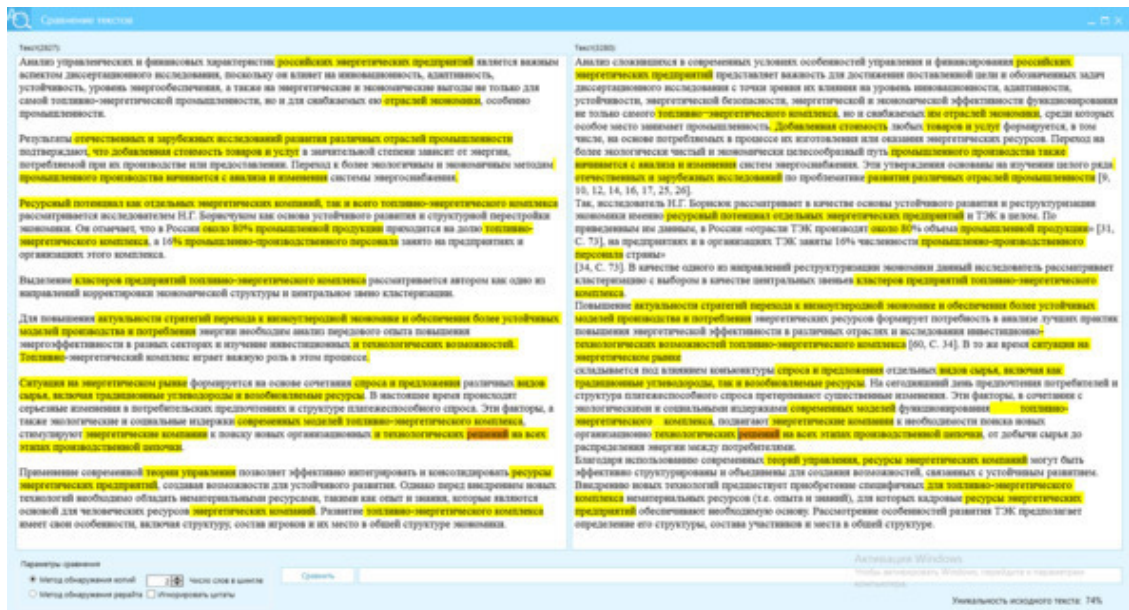 Сравнение текстов
Текст(2827):
Анализ управленческих и финансовых характеристик российских энергетических предприятий является важным
аспектом диссертационного исследования, поскольку он влияет на инновационность, адаптивность,
устойчивость, уровень энергообеспечения, а также на энергетические и экономические выгоды не только для
самой топливно-энергетической промышленности, но и для снабжаемых ею отраслей экономики, особенно
промышленности.
Результаты отечественных и зарубежных исследований развития различных отраслей промышленности
подтверждают, что добавленная стоимость товаров и услуг в значительной степени зависит от энергии,
потребляемой при их производстве или предоставлении. Переход к более экологичным и экономичным методам
промышленного производства начинается с анализа и изменения системы энергоснабжения.
Ресурсный потенциал как отдельных энергетических компаний, так и всего топливно-энергетического комплекса
рассматривается исследователем Н.Г. Борисчуком как основа устойчивого развития и структурной перестройки
экономики. Он отмечает, что в России около 80% промышленной продукции приходится на долю топливно-
энергетического комплекса, а 16% промышленно-производственного персонала занято на предприятиях и
организациях этого комплекса.
Выделение кластеров предприятий топливно-энергетического комплекса рассматривается автором как одно из
направлений корректировки экономической структуры и центральное звено кластеризации.
Для повышения актуальности стратегий перехода к низкоуглеродной экономике и обеспечения более устойчивых
моделей производства и потребления энергии необходим анализ передового опыта повышения
энергоэффективности в разных секторах и изучение инвестиционных и технологических возможностей.
Топливно-энергетический комплекс играет важную роль в этом процессе.
Ситуация на энергетическом рынке формируется на основе сочетания спроса и предложения различных видов
сырья, включая традиционные углеводороды и возобновляемые ресурсы. В настоящее время происходят
серьезные изменения в потребительских предпочтениях и структуре платежеспособного спроса. Эти факторы, а
также экологические и социальные издержки современных моделей топливно-энергетического комплекса,
стимулируют энергетические компании к поиску новых организационных и технологических решений на всех
этапах производственной цепочки.
Применение современной теории управления позволяет эффективно интегрировать и консолидировать ресурсы
энергетических предприятий, создавая возможности для устойчивого развития. Однако перед внедрением новых
технологий необходимо обладать нематериальными ресурсами, такими как опыт и знания, которые являются
основой для человеческих ресурсов энергетических компаний. Развитие топливно-энергетического комплекса
имеет свои особенности, включая структуру, состав игроков и их место в общей структуре экономики.
Текст(3280):
Анализ сложившихся в современных условиях особенностей управления и финансирования российских
энергетических предприятий представляет важность для достижения поставленной цели и обозначенных задач
диссертационного исследования с точки зрения их влияния на уровень инновационности, адаптивности,
устойчивости, энергетической безопасности, энергетической и экономической эффективности функционирования
не только самого топливно-энергетического комплекса, но и снабжаемых им отраслей экономики, среди которых
особое место занимает промышленность. Добавленная стоимость любых товаров и услуг формируется, в том
числе, на основе потребляемых в процессе их изготовления или оказания энергетических ресурсов. Переход на
более экологически чистый и экономически целесообразный путь промышленного производства также
начинается с анализа и изменения систем энергоснабжения. Эти утверждения основаны на изучении целого ряда
отечественных и зарубежных исследований по проблематике развития различных отраслей промышленности [9,
10, 12, 14, 16, 17, 25, 26].
Так, исследователь Н.Г. Борисюк рассматривает в качестве основы устойчивого развития и реструктуризации
экономики именно ресурсный потенциал отдельных энергетических предприятий и ТЭК в целом. По
приведенным им данным, в России «отрасли ТЭК производят около 80% объема промышленной продукции» [31,
С. 73], на предприятиях и в организациях ТЭК заняты 16% численности промышленно-производственного
персонала страны»
[34, С. 73]. В качестве одного из направлений реструктуризации экономики данный исследователь рассматривает
кластеризацию с выбором в качестве центральных звеньев кластеров предприятий топливно-энергетического
комплекса.
Повышение актуальности стратегий перехода к низкоуглеродной экономике и обеспечения более устойчивых
моделей производства и потребления энергетических ресурсов формирует потребность в анализе лучших практик
повышения энергетической эффективности в различных отраслях и исследования инвестиционно-
технологических возможностей топливно-энергетического комплекса [60, С. 34]. В то же время ситуация на
энергетическом рынке
складывается под влиянием конъюнктуры спроса и предложения отдельных видов сырья, включая как
традиционные углеводороды, так и возобновляемые ресурсы. На сегодняшний день предпочтения потребителей и
структура платежеспособного спроса претерпевают существенные изменения. Эти факторы, в сочетании с
экологическими и социальными издержками современных моделей функционирования топливно-
энергетического комплекса, подвигают энергетические компании к необходимости поиска новых
организационно технологических решений на всех этапах производственной цепочки, от добычи сырья до
распределения энергии между потребителями.
Благодаря использованию современных теорий управления, ресурсы энергетических компаний могут быть
эффективно структурированы и объединены для создания возможностей, связанных с устойчивым развитием.
Внедрению новых технологий предшествует приобретение специфичных для топливно-энергетического
комплекса нематериальных ресурсов (т.е. опыта и знаний), для которых кадровые ресурсы энергетических
предприятий обеспечивают необходимую основу. Рассмотрение особенностей развития ТЭК предполагает
определение его структуры, состава участников и места в общей структуре.
Параметры сравнения
Метод обнаружения копий
Число слов в шингле
Метод обнаружения рерайта
Игнорировать цитаты
Сравнить
Активация Windows
Чтобы активировать Windows, перейдите к параметрам
компьютера.
Уникальность исходного текста: 74%